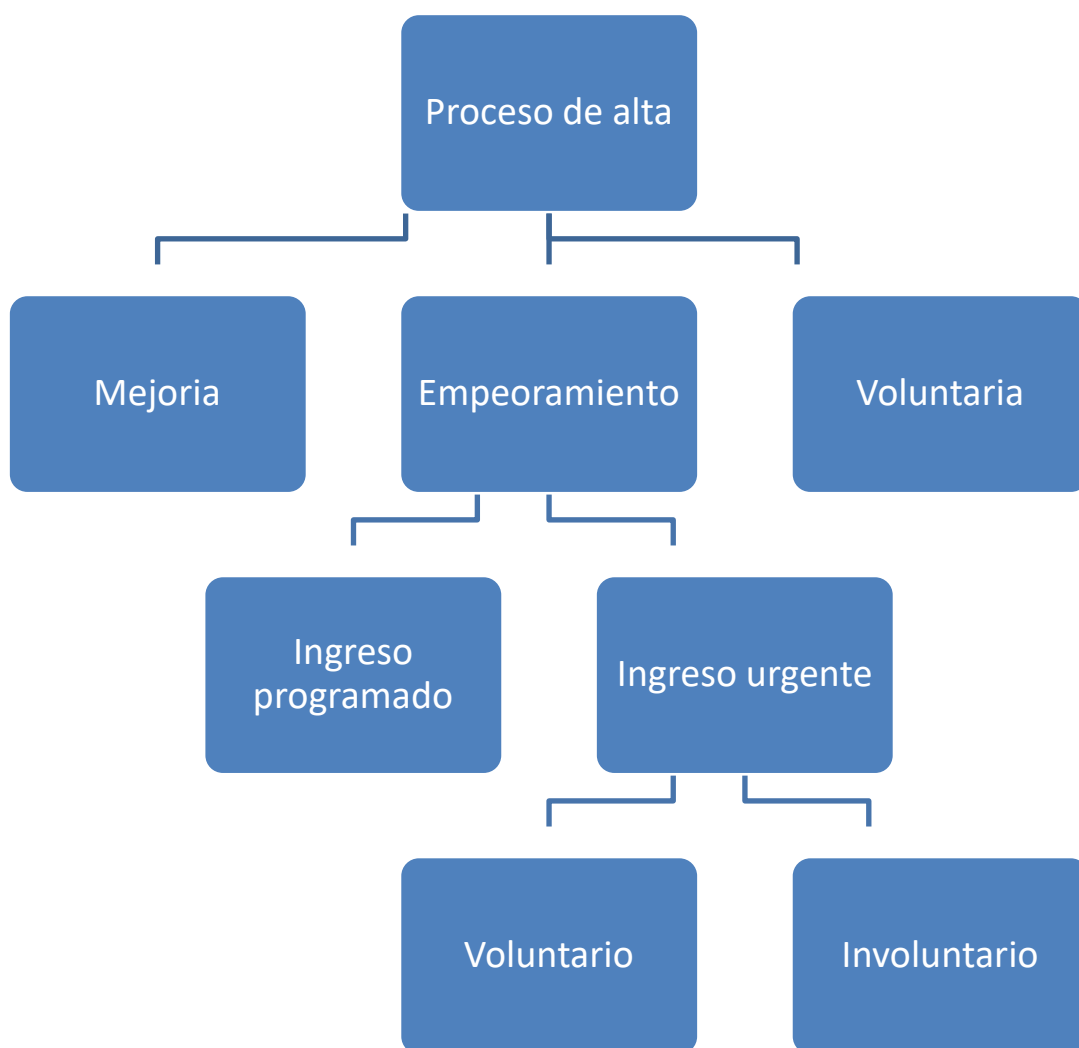 Proceso de alta
Mejoria
Empeoramiento
Voluntaria
Ingreso
programado
Ingreso urgente
Voluntario
Involuntario